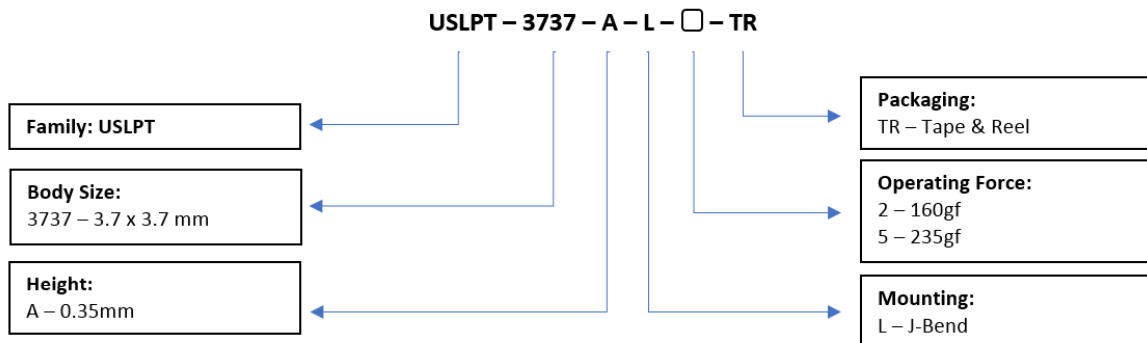 USLPT – 3737 – A – L – ▢ – TR
Family: USLPT
Body Size:
3737 – 3.7 x 3.7 mm
Height:
A – 0.35mm
Packaging:
TR – Tape & Reel
Operating Force:
2 – 160gf
5 – 235gf
Mounting:
L – J-Bend